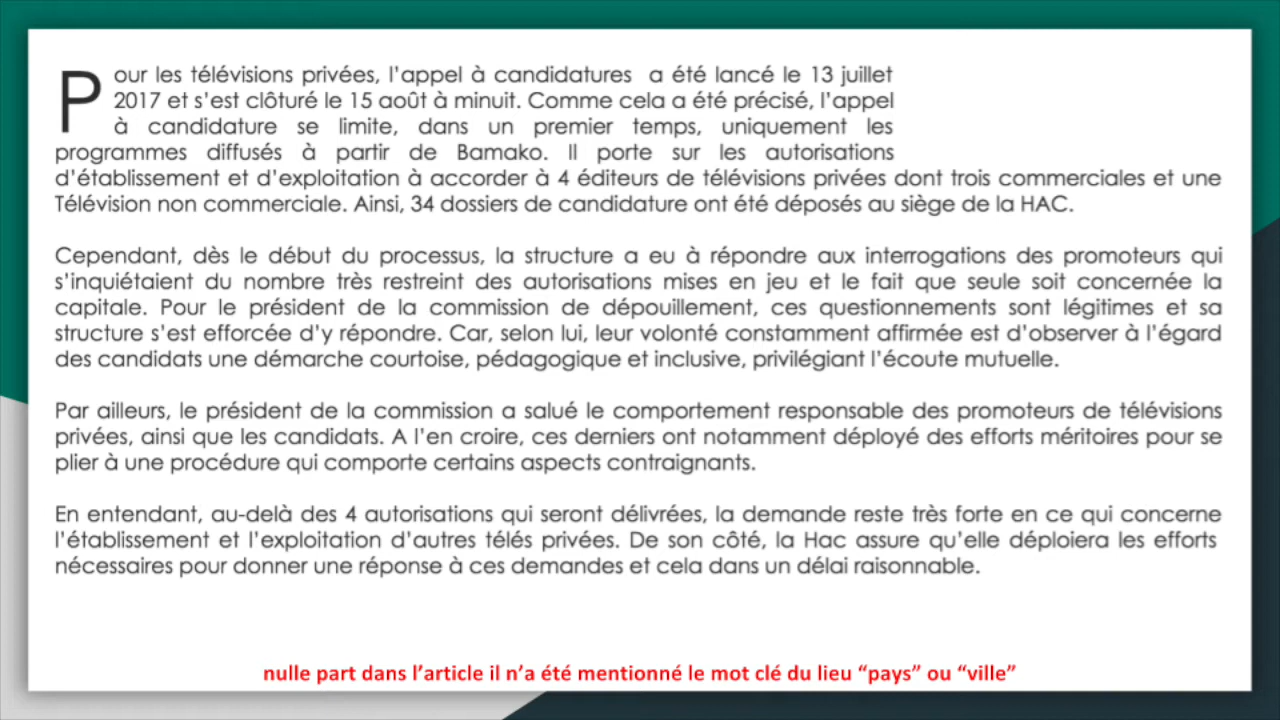 Pour les télévisions privées, l’appel à candidatures a été lancé le 13 juillet
2017 et s’est clôturé le 15 août à minuit. Comme cela a été précisé, l’appel
à candidature se limite, dans un premier temps, uniquement les
programmes diffusés à partir de Bamako. Il porte sur les autorisations
d’établissement et d’exploitation à accorder à 4 éditeurs de télévisions privées dont trois commerciales et une
Télévision non commerciale. Ainsi, 34 dossiers de candidature ont été déposés au siège de la HAC.
Cependant, dès le début du processus, la structure a eu à répondre aux interrogations des promoteurs qui
s’inquiétaient du nombre très restreint des autorisations mises en jeu et le fait que seule soit concernée la
capitale. Pour le président de la commission de dépouillement, ces questionnements sont légitimes et sa
structure s’est efforcée d’y répondre. Car, selon lui, leur volonté constamment affirmée est d’observer à l’égard
des candidats une démarche courtoise, pédagogique et inclusive, privilégiant l’écoute mutuelle.
Par ailleurs, le président de la commission a salué le comportement responsable des promoteurs de télévisions
privées, ainsi que les candidats. A l’en croire, ces derniers ont notamment déployé des efforts méritoires pour se
plier à une procédure qui comporte certains aspects contraignants.
En entendant, au-delà des 4 autorisations qui seront délivrées, la demande reste très forte en ce qui concerne
l’établissement et l’exploitation d’autres télés privées. De son côté, la Hac assure qu’elle déploiera les efforts
nécessaires pour donner une réponse à ces demandes et cela dans un délai raisonnable.
nulle part dans l’article il n’a été mentionné le mot clé du lieu “pays” ou “ville”